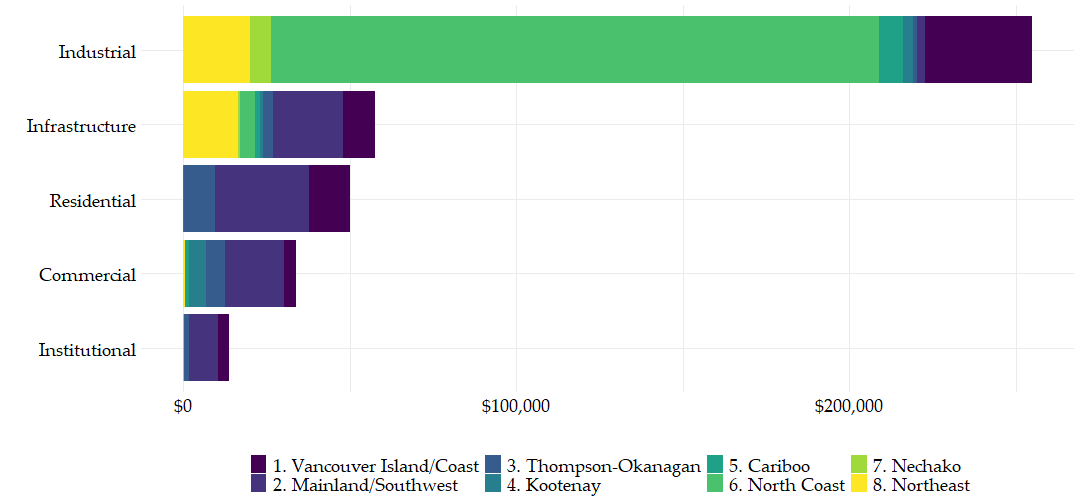 Industrial
Infrastructure
Residential
Commercial
Institutional
$0 $100,000 $200,000
1. Vancouver Island/Coast 3. Thompson-Okanagan 5. Cariboo 7. Nechako
2. Mainland/Southwest 4. Kootenay 6. North Coast 8. Northeast